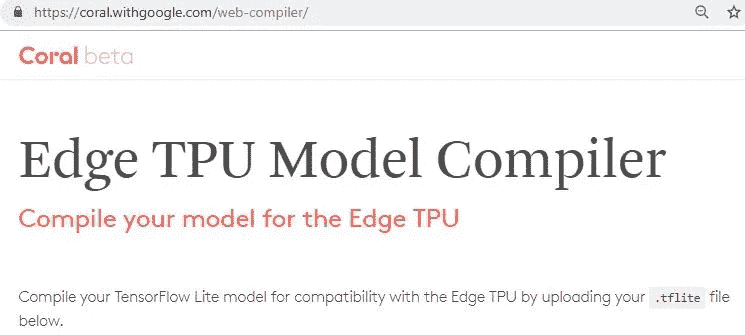 https://coral.withgoogle.com/web-compiler/
Coral beta
Edge TPU Model Compiler
Compile your model for the Edge TPU
Compile your TensorFlow Lite model for compatibility with the Edge TPU by uploading your .tflite file
below.